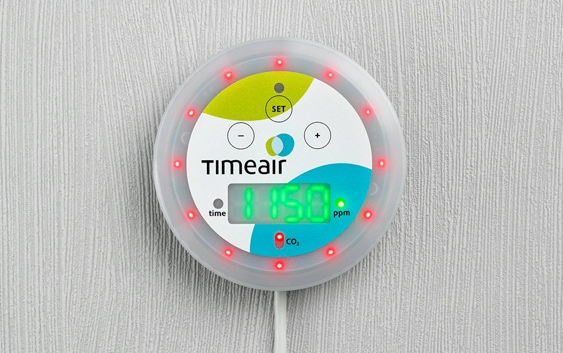 SET
− +
TIMEAIR
time 1150 ppm
CO₂